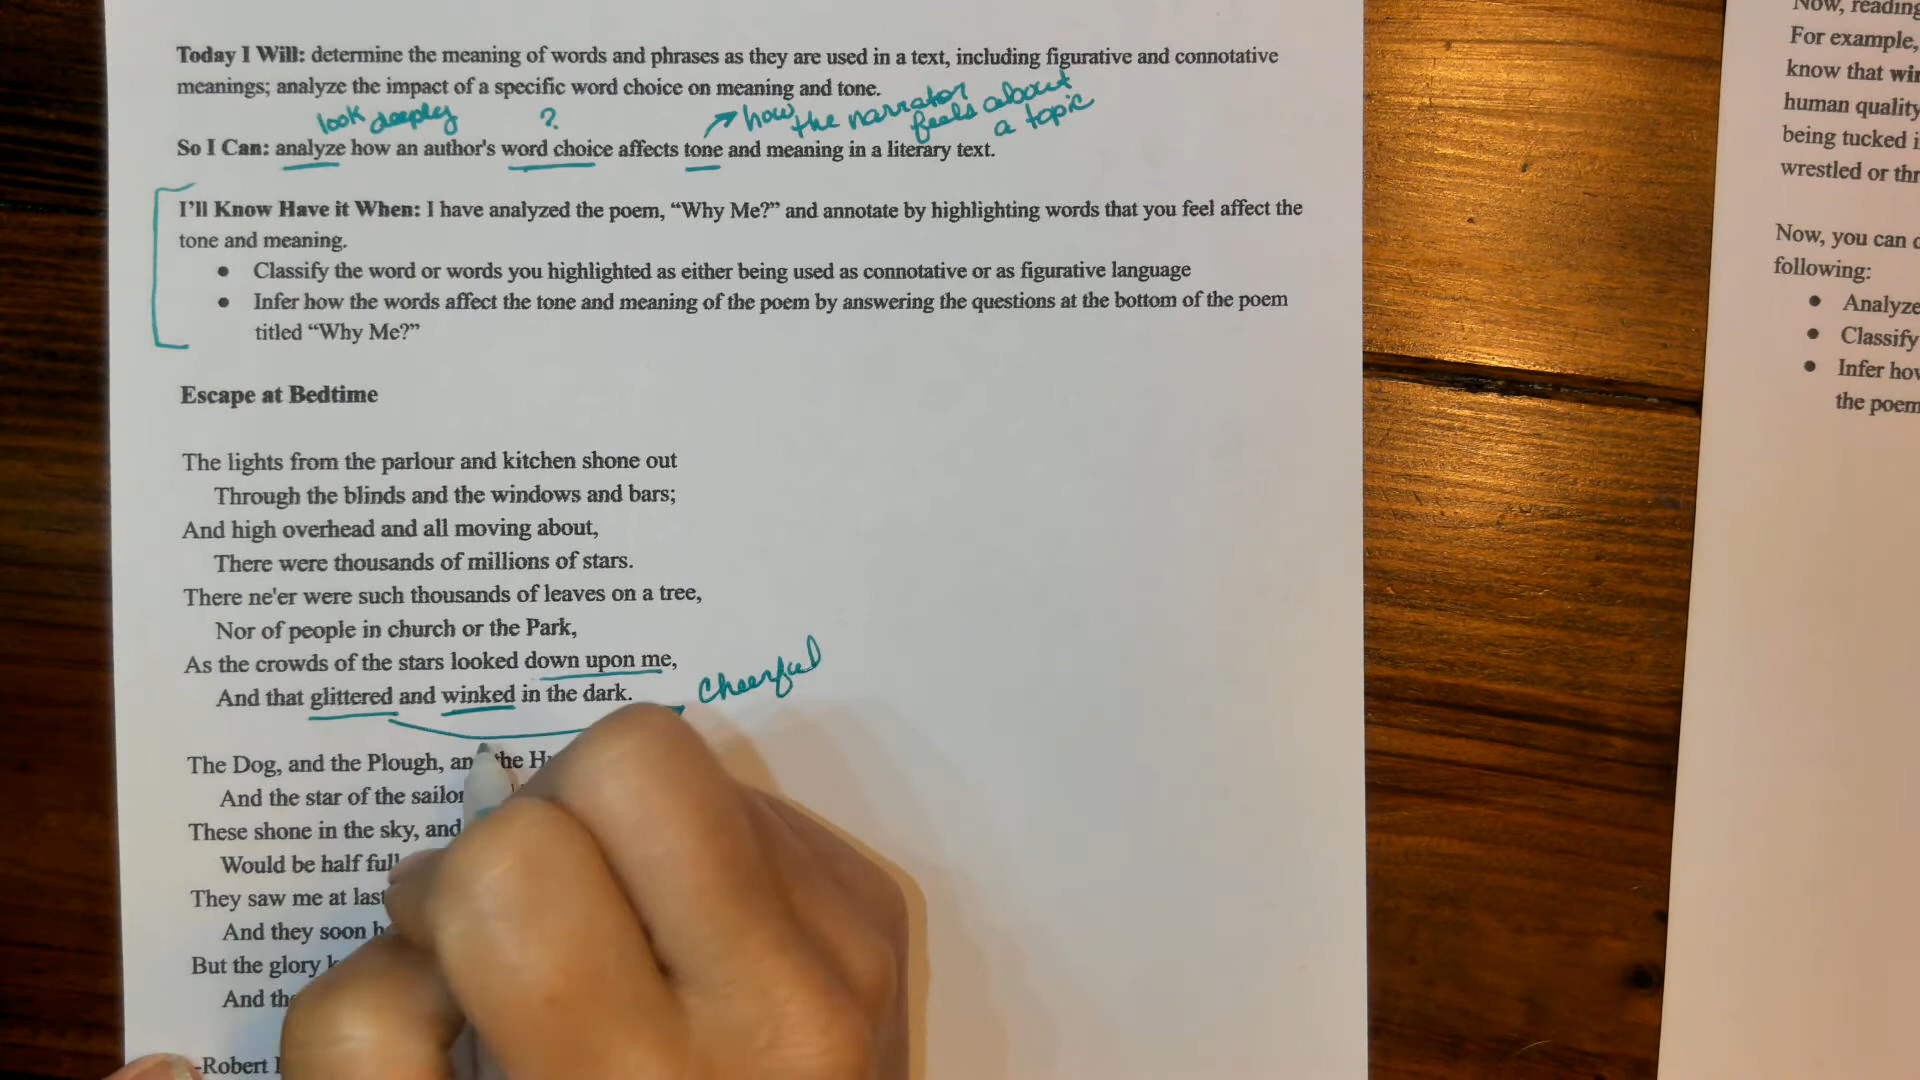 Today I Will: determine the meaning of words and phrases as they are used in a text, including figurative and connotative
meanings; analyze the impact of a specific word choice on meaning and tone.
look deeply
?
how the narrator
feels about
a topic
So I Can: analyze how an author's word choice affects tone and meaning in a literary text.
I'll Know Have it When: I have analyzed the poem, “Why Me?” and annotate by highlighting words that you feel affect the
tone and meaning.
● Classify the word or words you highlighted as either being used as connotative or as figurative language
● Infer how the words affect the tone and meaning of the poem by answering the questions at the bottom of the poem
titled “Why Me?”
Escape at Bedtime
The lights from the parlour and kitchen shone out
Through the blinds and the windows and bars;
And high overhead and all moving about,
There were thousands of millions of stars.
There ne'er were such thousands of leaves on a tree,
Nor of people in church or the Park,
As the crowds of the stars looked down upon me,
And that glittered and winked in the dark.
cheerful
The Dog, and the Plough, and the
And the star of the
These shone in the sky, and
Would be half full
They saw me at last
And they soon
But the glory
And
-Robert
Now, reading
For example,
know that
human quality
being tucked
wrestled or
Now, you can
following:
● Analyze
● Classify
● Infer
the poem